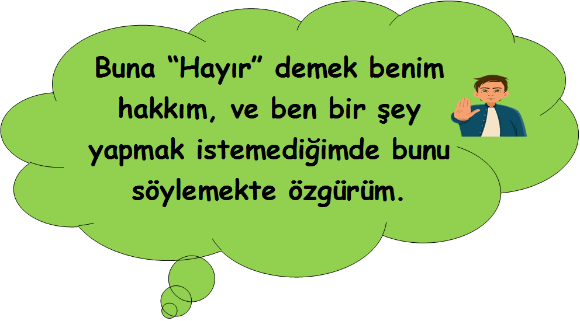 Buna “Hayır” demek benim
hakkım, ve ben bir şey
yapmak istemediğimde bunu
söylemekte özgürüm.